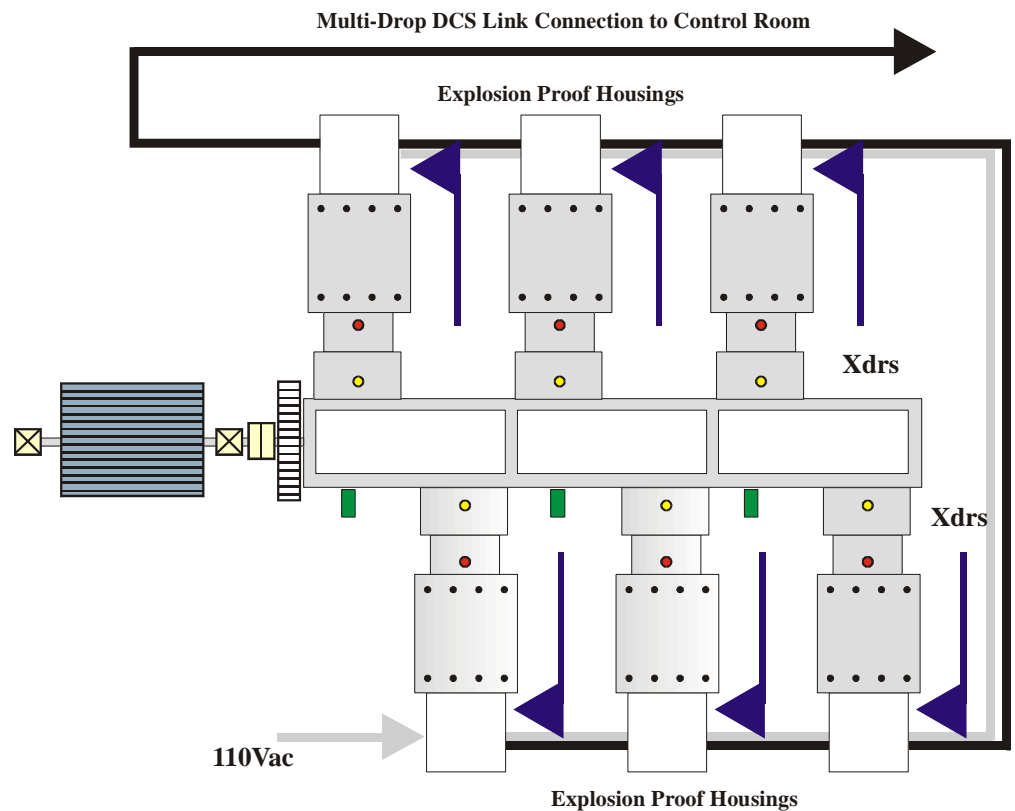 Multi-Drop DCS Link Connection to Control Room
Explosion Proof Housings
Xdrs
Xdrs
110Vac
Explosion Proof Housings